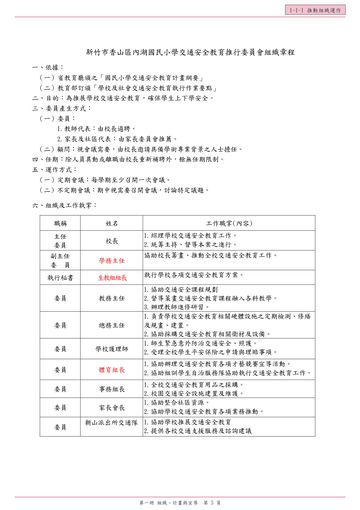 1-1-1 推動組織運作
新竹市香山區內湖國民小學交通安全教育推行委員會組織章程
一、依據：
(一)省教育廳頒之「國民小學交通安全教育計畫綱要」
(二)教育部訂頒「學校及社會交通安全教育執行作業要點」
二、目的：為推展學校交通安全教育，確保學生上下學安全。
三、委員產生方式：
(一)委員：
1.教師代表：由校長遴聘。
2.家長及社區代表：由家長委員會推薦。
(二)顧問：視會議需要，由校長邀請具備學術專業背景之人士擔任。
四、任期：除人員異動或離職由校長重新補聘外，餘無任期限制。
五、運作方式：
(一)定期會議：每學期至少召開一次會議。
(二)不定期會議：期中視需要召開會議，討論特定議題。
六、組織及工作執掌：
職稱 姓名 工作職掌(內容)
主任委員 校長 1.綜理學校交通安全教育工作。
2.統籌主持、督導本案之進行。
副主任委員 學務主任 協助校長籌畫、推動全校交通安全教育工作。
執行秘書 生教組組長 執行學校各項交通安全教育方案。
委員 教務主任 1.協助交通安全課程規劃
2.督導策畫交通安全教育課程融入各科教學。
3.辦理教師進修研習。
委員 總務主任 1.負責學校交通安全教育相關硬體設施之定期檢測、修繕
及規畫、建置。
2.協助採購交通安全教育相關器材及設備。
委員 學校護理師 1.師生緊急意外防治交通安全、照護。
2.受理全校學生平安保險之申請與理賠事項。
委員 體育組長 1.協助辦理交通安全教育各項才藝競賽宣導活動。
2.協助組訓學生自治服務隊協助執行交通安全教育工作。
委員 事務組長 1.全校交通安全教育用品之採購。
2.校園交通安全設施建置及維護。
委員 家長會長 1.協助整合社區資源。
2.協助學校交通安全教育各項業務推動。
委員 朝山派出所交通隊 1.協助學校推展交通安全教育
2.提供各校交通支援服務及諮詢建議
第一冊 組織、計畫與宣導 第 5 頁